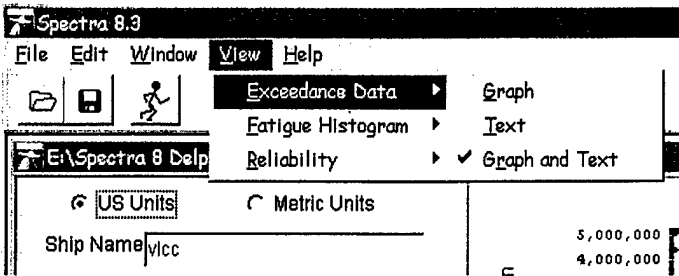 Spectra 8.3
File Edit Window View Help
Exceedance Data Graph
Fatigue Histogram Text
Reliability Graph and Text
E:\Spectra 8 Delp
US Units Metric Units
Ship Name vlcc
5,000,000
4,000,000